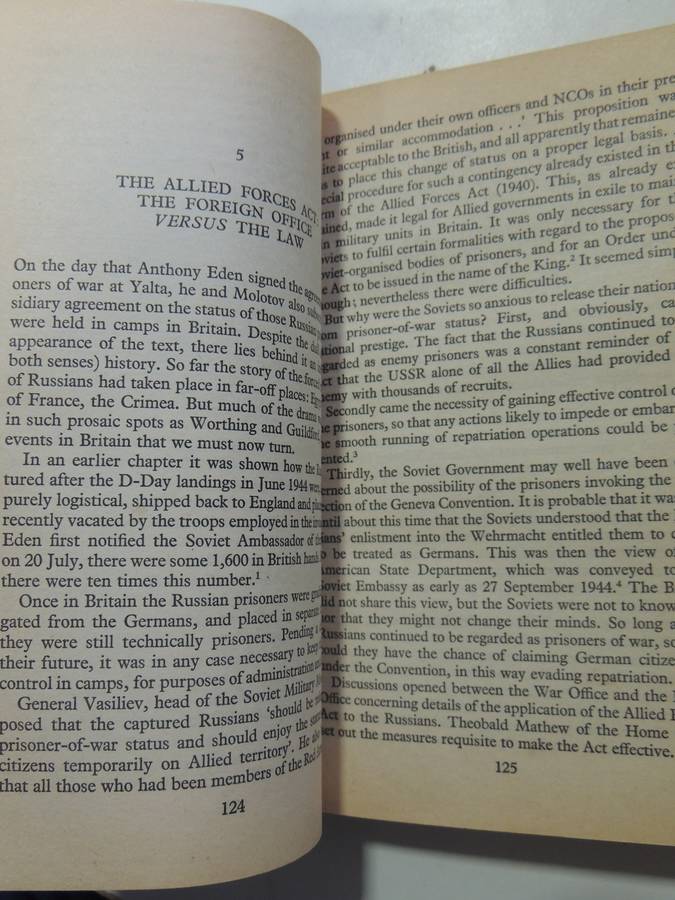 5
THE ALLIED FORCES ACT:
THE FOREIGN OFFICE
VERSUS THE LAW
On the day that Anthony Eden signed the
oners of war at Yalta, he and Molotov also
sidiary agreement on the status of those Russian
were held in camps in Britain. Despite the
appearance of the text, there lies behind it an
both senses) history. So far the story of the
of Russians had taken place in far-off places:
of France, the Crimea. But much of the drama
in such prosaic spots as Worthing and Guildford
events in Britain that we must now turn.
In an earlier chapter it was shown how the
tured after the D-Day landings in June 1944 were,
purely logistical, shipped back to England and
recently vacated by the troops employed in the
Eden first notified the Soviet Ambassador of
on 20 July, there were some 1,600 in British hands
there were ten times this number.¹
Once in Britain the Russian prisoners were
gated from the Germans, and placed in separate
they were still technically prisoners. Pending
their future, it was in any case necessary to keep
control in camps, for purposes of administration
General Vasiliev, head of the Soviet Military
posed that the captured Russians 'should be
prisoner-of-war status and should enjoy the
citizens temporarily on Allied territory'. He
that all those who had been members of the Red
124
organised under their own officers and NCOs in their pre
or similar accommodation . . .' This proposition wa
acceptable to the British, and all apparently that remaine
to place this change of status on a proper legal basis.
procedure for such a contingency already existed in th
of the Allied Forces Act (1940). This, as already e
ained, made it legal for Allied governments in exile to mai
military units in Britain. It was only necessary for t
viets to fulfil certain formalities with regard to the propos
viet-organised bodies of prisoners, and for an Order und
Act to be issued in the name of the King.² It seemed simp
ough; nevertheless there were difficulties.
But why were the Soviets so anxious to release their nation
om prisoner-of-war status? First, and obviously, ca
ational prestige. The fact that the Russians continued to
egarded as enemy prisoners was a constant reminder of
ct that the USSR alone of all the Allies had provided
nemy with thousands of recruits.
Secondly came the necessity of gaining effective control o
e prisoners, so that any actions likely to impede or embar
e smooth running of repatriation operations could be
ented.³
Thirdly, the Soviet Government may well have been
erned about the possibility of the prisoners invoking the
ection of the Geneva Convention. It is probable that it was
ntil about this time that the Soviets understood that the
ians' enlistment into the Wehrmacht entitled them to c
o be treated as Germans. This was then the view of
merican State Department, which was conveyed to
oviet Embassy as early as 27 September 1944.⁴ The B
id not share this view, but the Soviets were not to know
or that they might not change their minds. So long a
Russians continued to be regarded as prisoners of war, so
ould they have the chance of claiming German citize
nder the Convention, in this way evading repatriation.
Discussions opened between the War Office and the
Office concerning details of the application of the Allied F
Act to the Russians. Theobald Mathew of the Home
set out the measures requisite to make the Act effective.
125